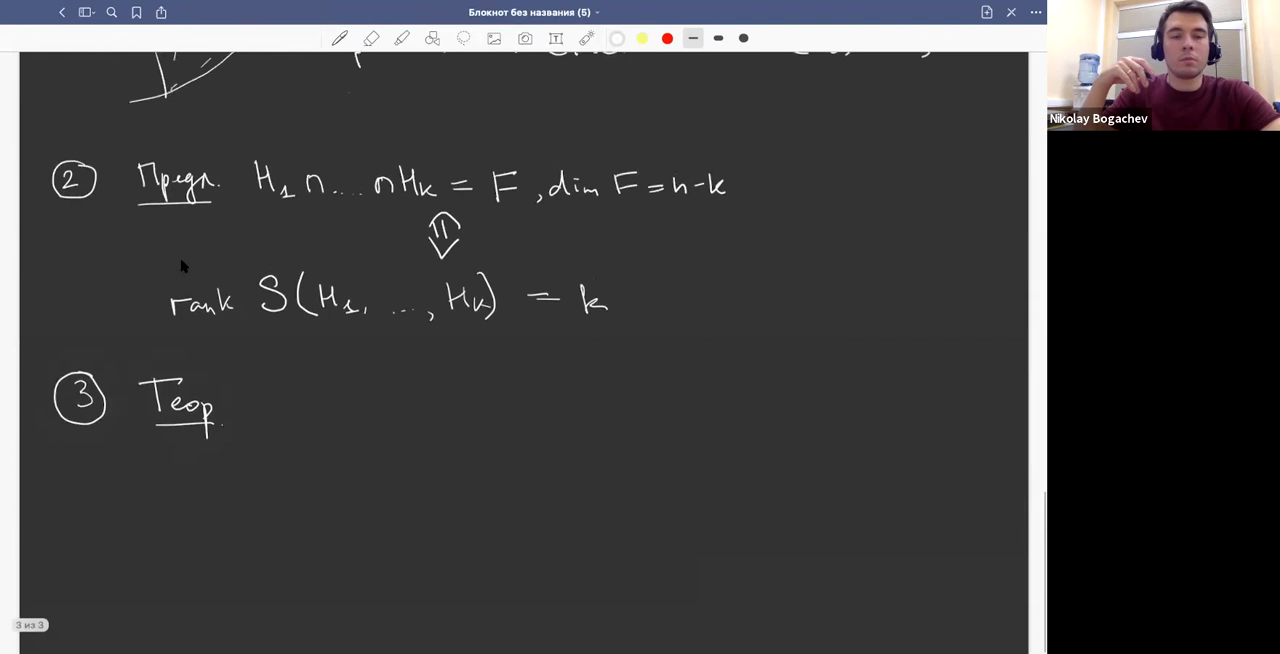 Блокнот без названия (5)
Nikolay Bogachev
② Предл. H₁ ∩ .... ∩ Hₖ = F, dim F = n - k
⇕
rank S(H₁, ..., Hₖ) = k
③ Теор.
3 из 3